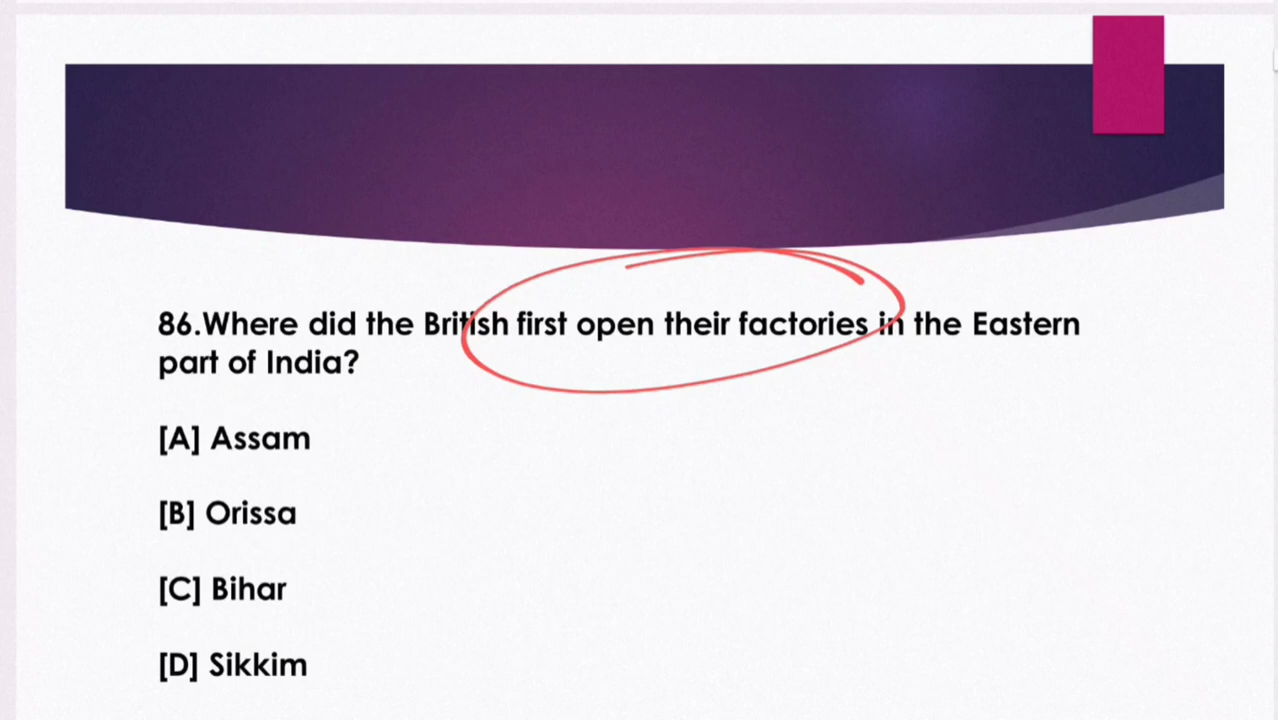 86.Where did the British first open their factories in the Eastern
part of India?
[A] Assam
[B] Orissa
[C] Bihar
[D] Sikkim